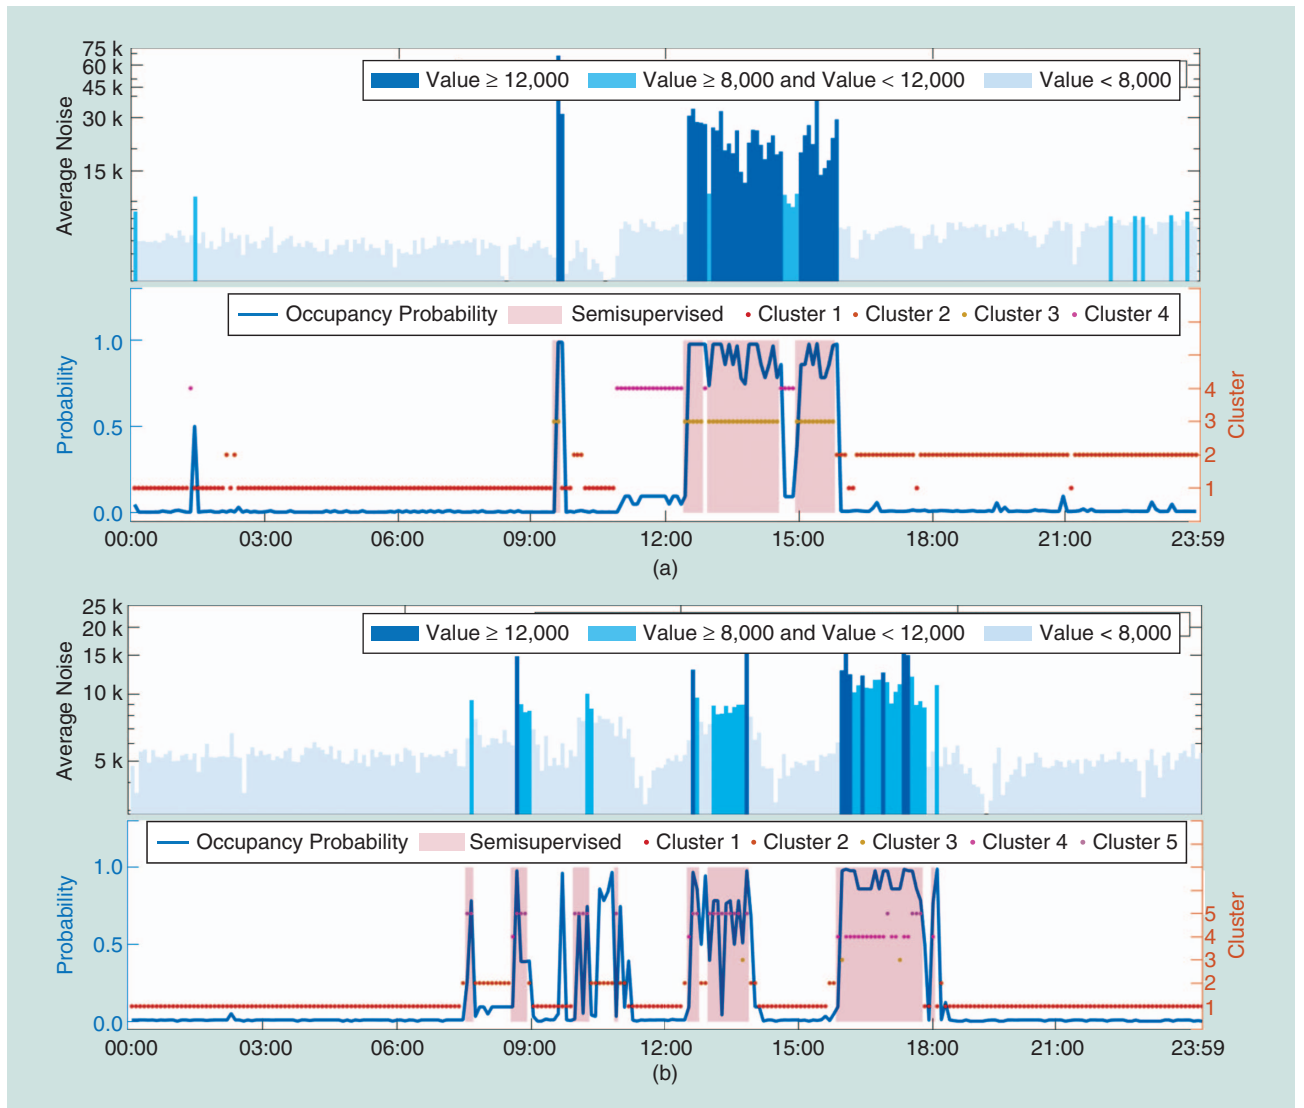 75 k
60 k
45 k
30 k
15 k
Average Noise
Value ≥ 12,000 Value ≥ 8,000 and Value < 12,000 Value < 8,000
Occupancy Probability Semisupervised Cluster 1 Cluster 2 Cluster 3 Cluster 4
1.0
0.5
0.0
Probability
4
3
2
1
Cluster
00:00 03:00 06:00 09:00 12:00 15:00 18:00 21:00 23:59
(a)
25 k
20 k
15 k
10 k
5 k
Average Noise
Value ≥ 12,000 Value ≥ 8,000 and Value < 12,000 Value < 8,000
Occupancy Probability Semisupervised Cluster 1 Cluster 2 Cluster 3 Cluster 4 Cluster 5
1.0
0.5
0.0
Probability
5
4
3
2
1
Cluster
00:00 03:00 06:00 09:00 12:00 15:00 18:00 21:00 23:59
(b)